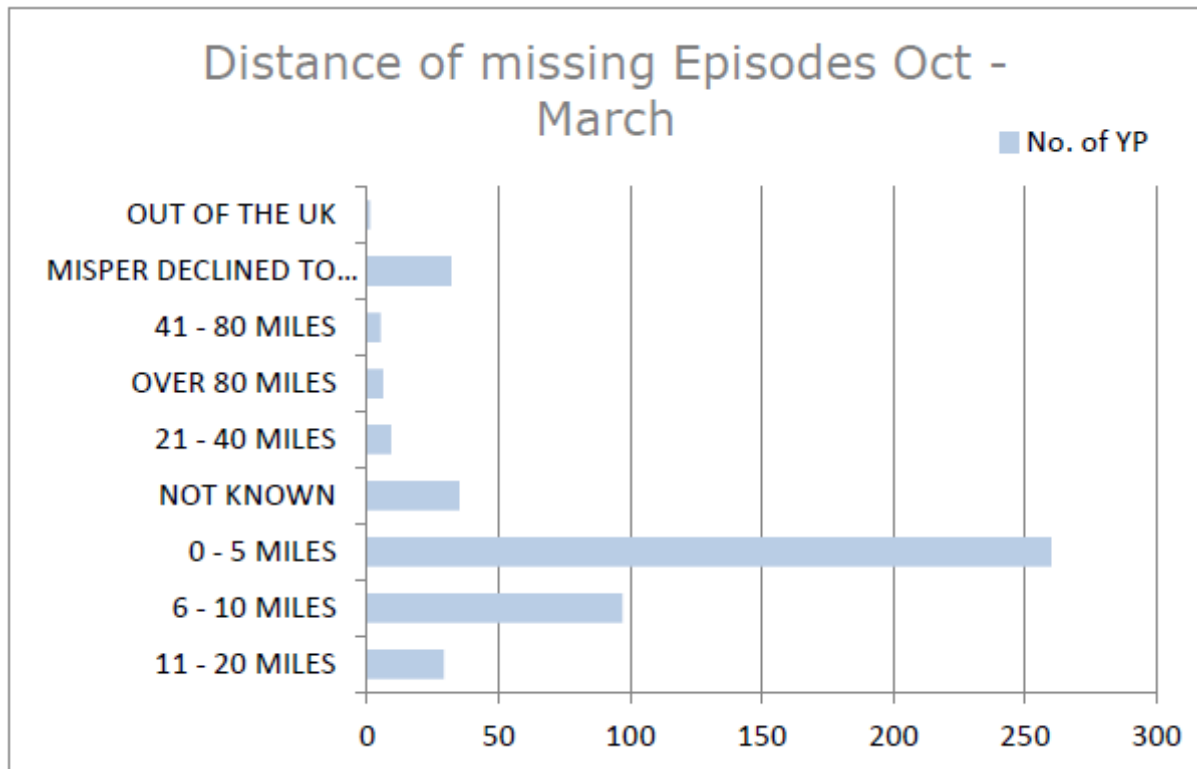 Distance of missing Episodes Oct -
March
No. of YP
OUT OF THE UK
MISPER DECLINED TO...
41 - 80 MILES
OVER 80 MILES
21 - 40 MILES
NOT KNOWN
0 - 5 MILES
6 - 10 MILES
11 - 20 MILES
0 50 100 150 200 250 300